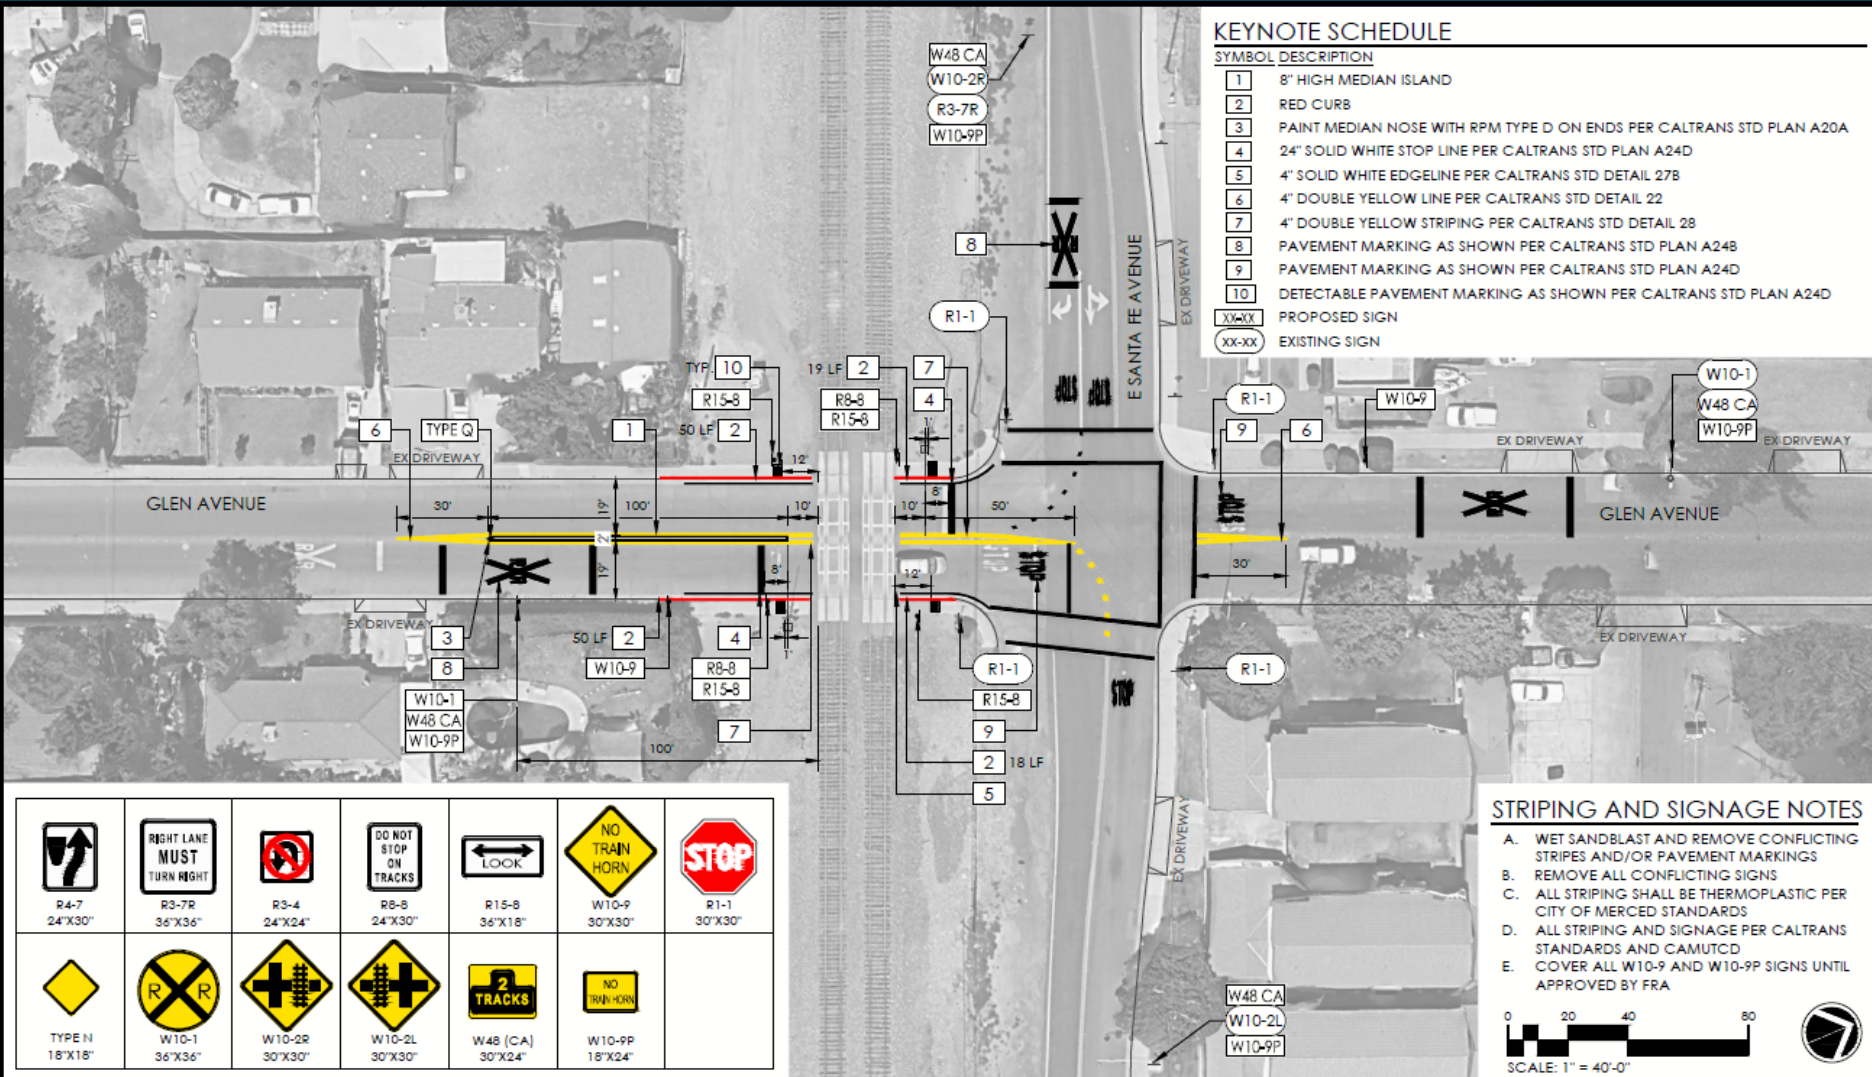 KEYNOTE SCHEDULE
SYMBOL DESCRIPTION
1 8" HIGH MEDIAN ISLAND
2 RED CURB
3 PAINT MEDIAN NOSE WITH RPM TYPE D ON ENDS PER CALTRANS STD PLAN A20A
4 24" SOLID WHITE STOP LINE PER CALTRANS STD PLAN A24D
5 4" SOLID WHITE EDGELINE PER CALTRANS STD DETAIL 27B
6 4" DOUBLE YELLOW LINE PER CALTRANS STD DETAIL 22
7 4" DOUBLE YELLOW STRIPING PER CALTRANS STD DETAIL 28
8 PAVEMENT MARKING AS SHOWN PER CALTRANS STD PLAN A24B
9 PAVEMENT MARKING AS SHOWN PER CALTRANS STD PLAN A24D
10 DETECTABLE PAVEMENT MARKING AS SHOWN PER CALTRANS STD PLAN A24D
XX-XX PROPOSED SIGN
XX-XX EXISTING SIGN
W48 CA
W10-2R
R3-7R
W10-9P
8
E SANTA FE AVENUE
EX DRIVEWAY
R1-1
STOP STOP
TYP. 10
R15-8
50 LF 2
19 LF 2
R8-8
R15-8
7
4
1'
6
TYPE Q
1
EX DRIVEWAY
12'
R1-1
9
6
W10-9
W10-1
W48 CA
W10-9P
EX DRIVEWAY
EX DRIVEWAY
GLEN AVENUE
30'
19'
100'
10'
10'
8'
50'
STOP
GLEN AVENUE
2'
19'
8'
12'
STOP
STOP
30'
EX DRIVEWAY
3
8
50 LF 2
W10-9
4
1'
R8-8
R15-8
7
W10-1
W48 CA
W10-9P
100'
R1-1
R15-8
9
2 18 LF
5
STOP
R1-1
EX DRIVEWAY
EX DRIVEWAY
W48 CA
W10-2L
W10-9P
RIGHT LANE
MUST
TURN RIGHT
DO NOT
STOP
ON
TRACKS
LOOK
NO
TRAIN
HORN
STOP
R4-7
24"X30"
R3-7R
36"X36"
R3-4
24"X24"
R8-8
24"X30"
R15-8
36"X18"
W10-9
30"X30"
R1-1
30"X30"
R R
2
TRACKS
NO
TRAIN HORN
TYPE N
18"X18"
W10-1
36"X36"
W10-2R
30"X30"
W10-2L
30"X30"
W48 (CA)
30"X24"
W10-9P
18"X24"
STRIPING AND SIGNAGE NOTES
A. WET SANDBLAST AND REMOVE CONFLICTING
STRIPES AND/OR PAVEMENT MARKINGS
B. REMOVE ALL CONFLICTING SIGNS
C. ALL STRIPING SHALL BE THERMOPLASTIC PER
CITY OF MERCED STANDARDS
D. ALL STRIPING AND SIGNAGE PER CALTRANS
STANDARDS AND CAMUTCD
E. COVER ALL W10-9 AND W10-9P SIGNS UNTIL
APPROVED BY FRA
0 20 40 80
SCALE: 1" = 40'-0"